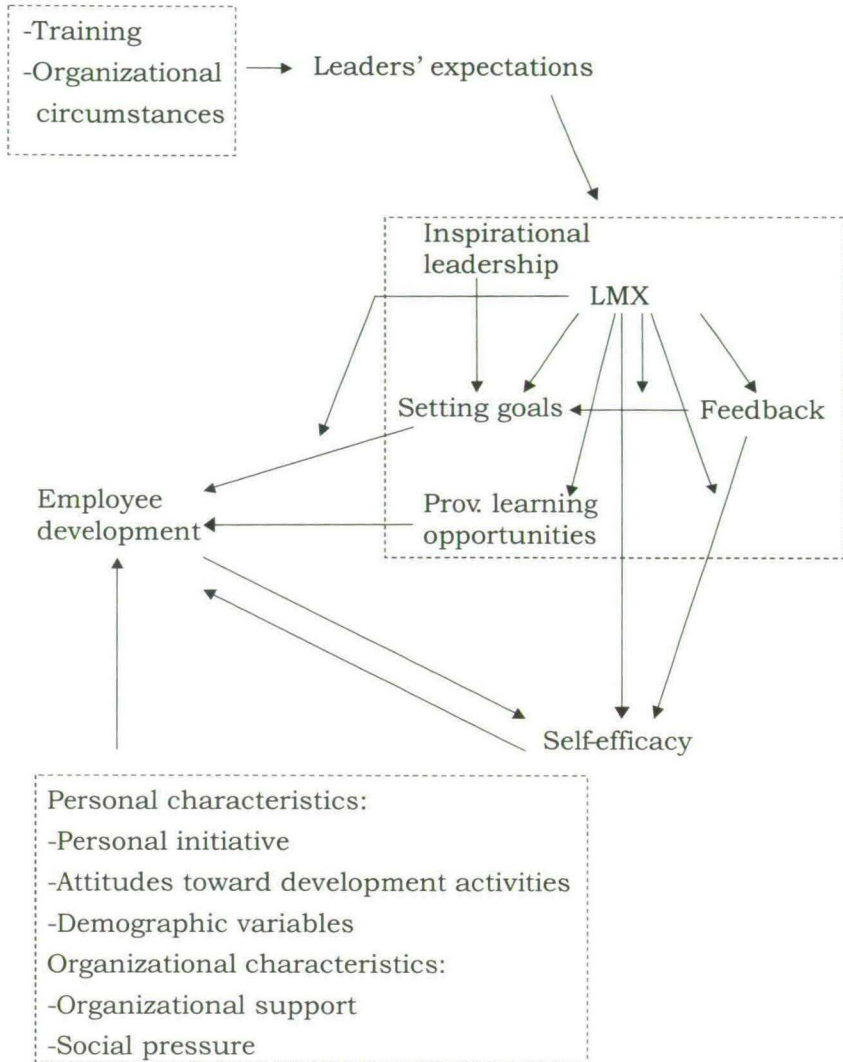 -Training
-Organizational
circumstances
Leaders' expectations
Inspirational
leadership
LMX
Setting goals
Feedback
Employee
development
Prov. learning
opportunities
Self-efficacy
Personal characteristics:
-Personal initiative
-Attitudes toward development activities
-Demographic variables
Organizational characteristics:
-Organizational support
-Social pressure